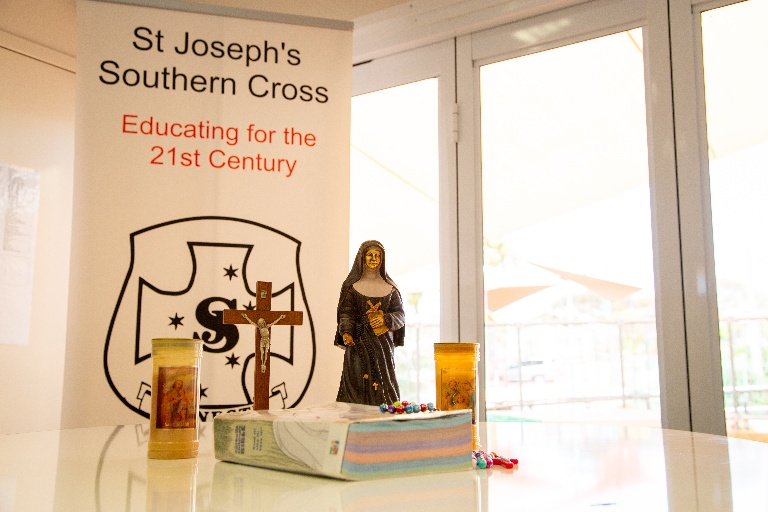 St Joseph's
Southern Cross
Educating for the
21st Century
S